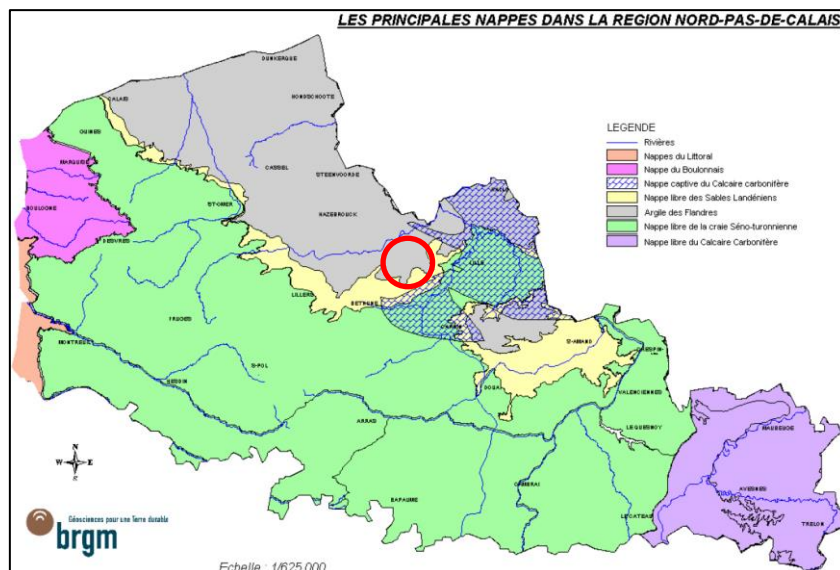 LES PRINCIPALES NAPPES DANS LA REGION NORD-PAS-DE-CALAIS
DUNKERQUE
CALAIS
HONDSCHOOTE
GUINES
LEGENDE
Rivières
MARQUISE
Nappes du Littoral
CASSEL
STEENVOORDE
Nappe du Boulonnais
Nappe captive du Calcaire carbonifère
BOULOGNE
ST-OMER
Nappe libre des Sables Landéniens
HAZEBROUCK
Argile des Flandres
DESVRES
Nappe libre de la craie Séno-turonnienne
LILLE
Nappe libre du Calcaire Carbonifère
LILLERS
BETHUNE
FRUGES
MONTREUIL
ST-AMAND
ST-POL
HESDIN
DOUAI
VALENCIENNES
ARRAS
LE QUESNOY
MAUBEUGE
N
W E
S
CAMBRAI
AVESNES
BAPAUME
LE CATEAU
TRELON
Géosciences pour une Terre durable
brgm
Echelle : 1/625 000